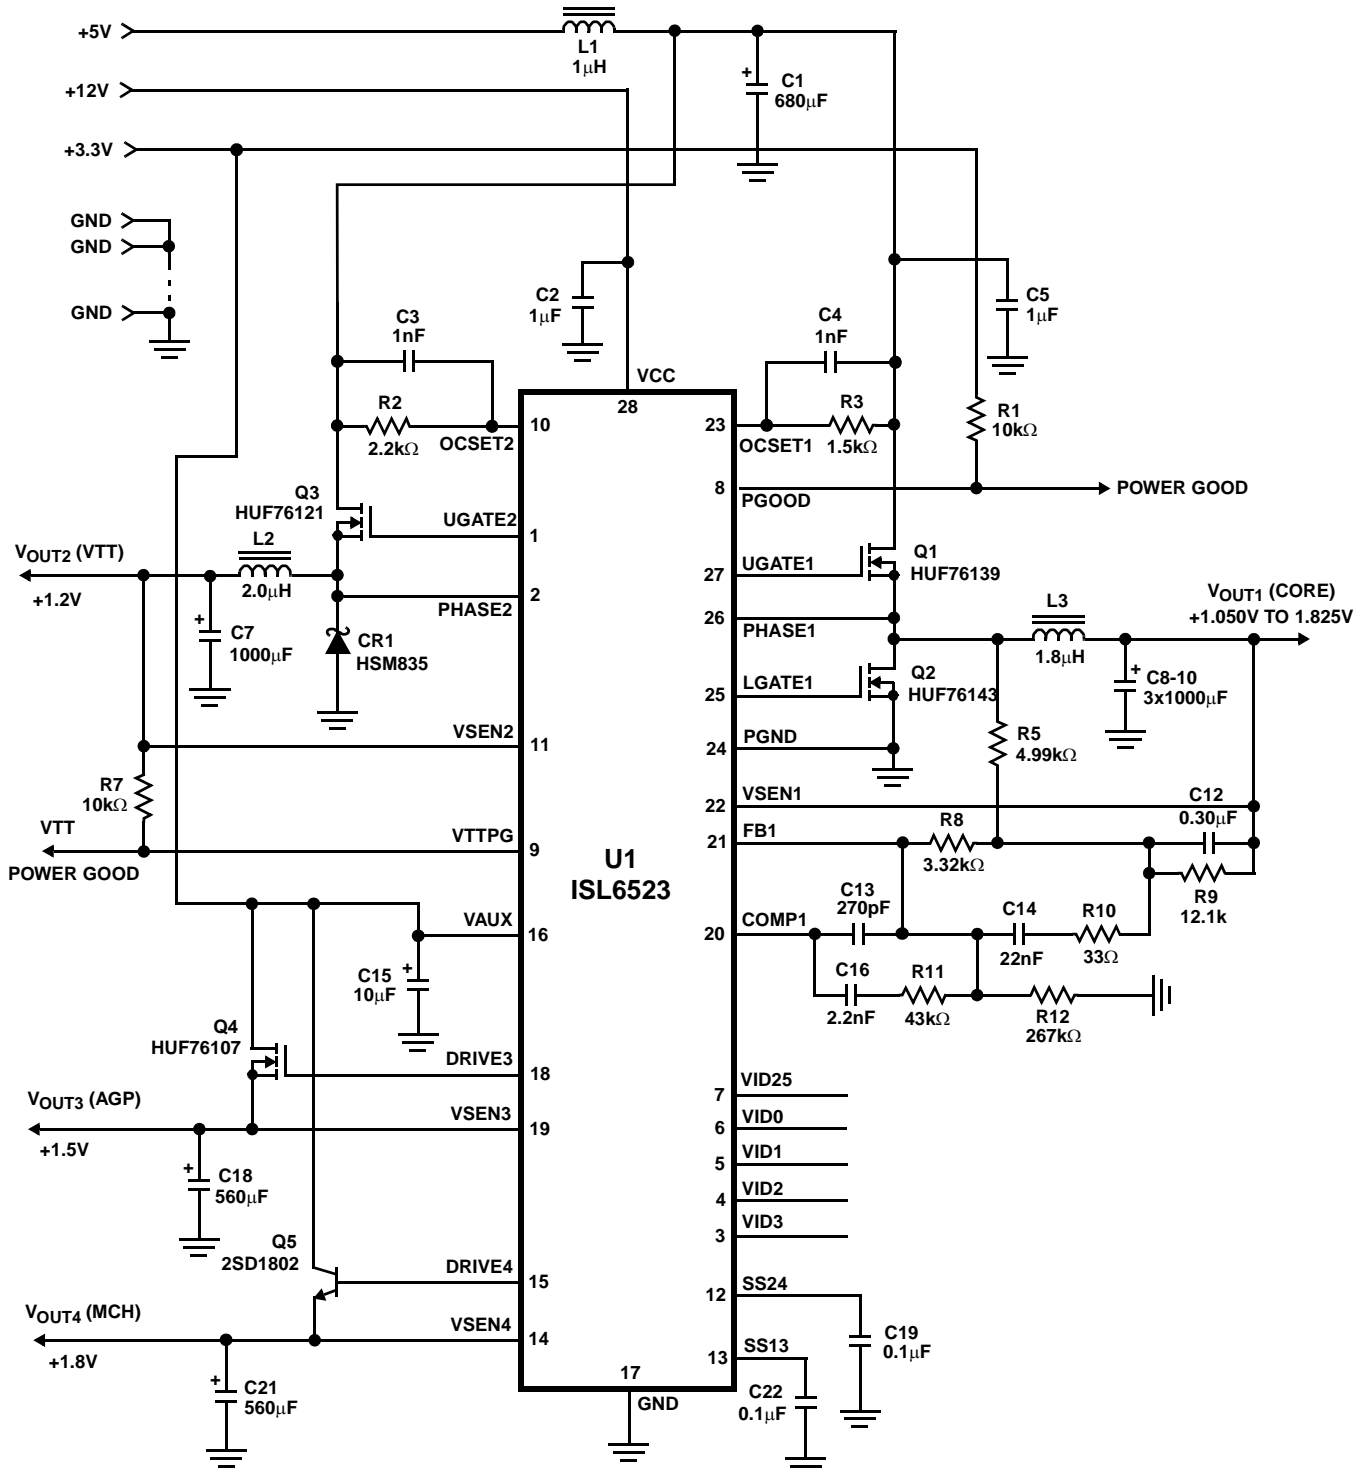 +5V
L1
1μH
C1
680μF
+12V
+3.3V
GND
GND
GND
C2
1μF
C5
1μF
C3
1nF
C4
1nF
VCC
28
R2
2.2kΩ
10
OCSET2
23
OCSET1
R3
1.5kΩ
R1
10kΩ
8
PGOOD
POWER GOOD
Q3
HUF76121
UGATE2
1
UGATE1
27
Q1
HUF76139
VOUT2 (VTT)
+1.2V
L2
2.0μH
2
PHASE2
26
PHASE1
L3
1.8μH
VOUT1 (CORE)
+1.050V TO 1.825V
C7
1000μF
CR1
HSM835
LGATE1
25
Q2
HUF76143
C8-10
3x1000μF
VSEN2
11
PGND
24
R5
4.99kΩ
R7
10kΩ
VSEN1
22
C12
0.30μF
VTT
POWER GOOD
VTTPG
9
FB1
21
R8
3.32kΩ
R9
12.1k
U1
ISL6523
VAUX
16
COMP1
20
C13
270pF
C14
22nF
R10
33Ω
C15
10μF
C16
2.2nF
R11
43kΩ
R12
267kΩ
Q4
HUF76107
DRIVE3
18
VOUT3 (AGP)
+1.5V
VSEN3
19
VID25
7
VID0
6
VID1
5
VID2
4
VID3
3
C18
560μF
Q5
2SD1802
DRIVE4
15
SS24
12
VOUT4 (MCH)
+1.8V
VSEN4
14
SS13
13
C19
0.1μF
C21
560μF
17
GND
C22
0.1μF